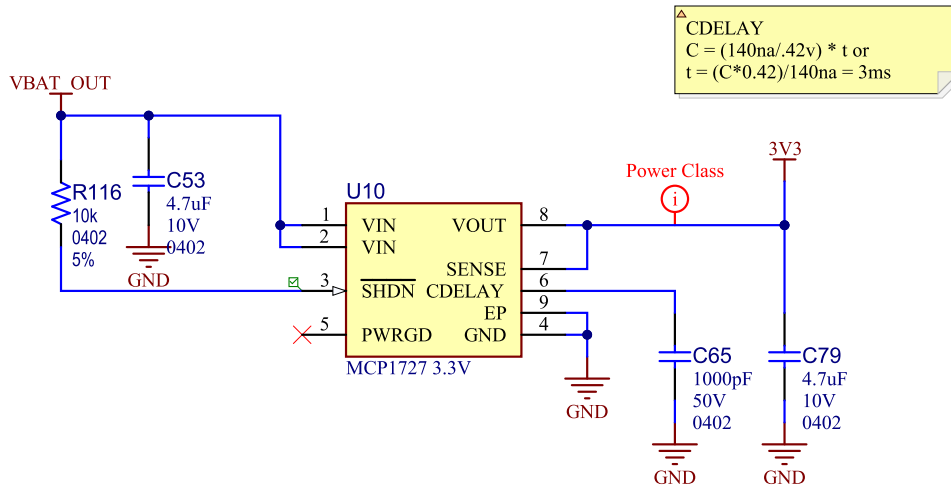 CDELAY
C = (140na/.42v) * t or
t = (C*0.42)/140na = 3ms
VBAT_OUT
3V3
Power Class
i
R116
10k
0402
5%
C53
4.7uF
10V
0402
GND
U10
1 VIN
2 VIN
3 SHDN
5 PWRGD
VOUT 8
SENSE 7
CDELAY 6
EP 9
GND 4
MCP1727 3.3V
GND
C65
1000pF
50V
0402
GND
C79
4.7uF
10V
0402
GND